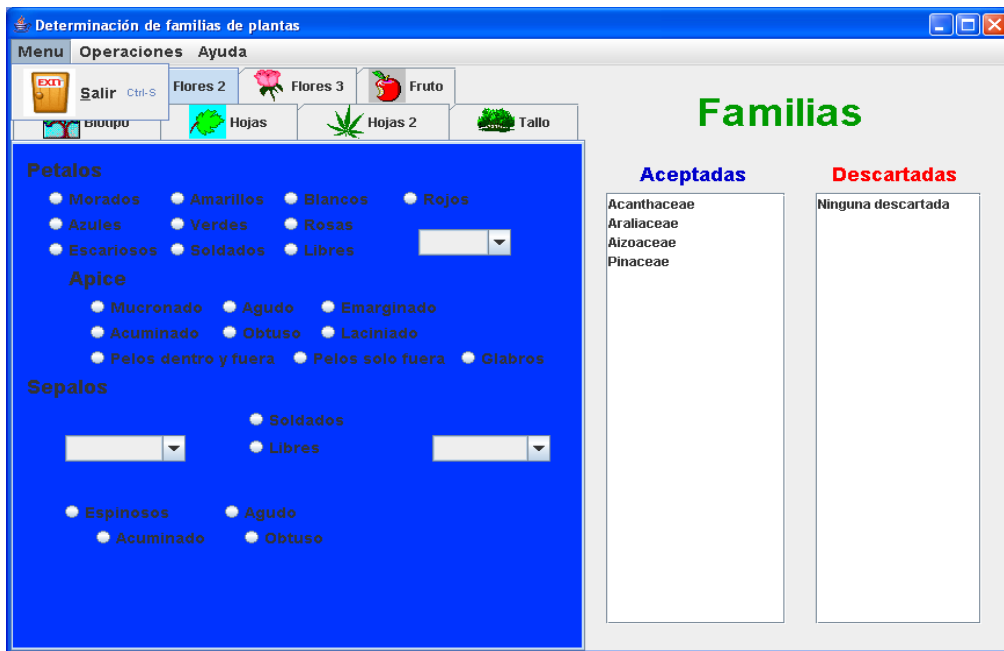 Determinación de familias de plantas
Menu Operaciones Ayuda
EXIT Salir Ctrl-S Flores 2 Flores 3 Fruto
Biotipo Hojas Hojas 2 Tallo
Familias
Petalos
Morados Amarillos Blancos Rojos
Azules Verdes Rosas
Escariosos Soldados Libres
Apice
Mucronado Agudo Emarginado
Acuminado Obtuso Laciniado
Pelos dentro y fuera Pelos solo fuera Glabros
Sepalos
Soldados
Libres
Espinosos Agudo
Acuminado Obtuso
Aceptadas
Acanthaceae
Araliaceae
Aizoaceae
Pinaceae
Descartadas
Ninguna descartada